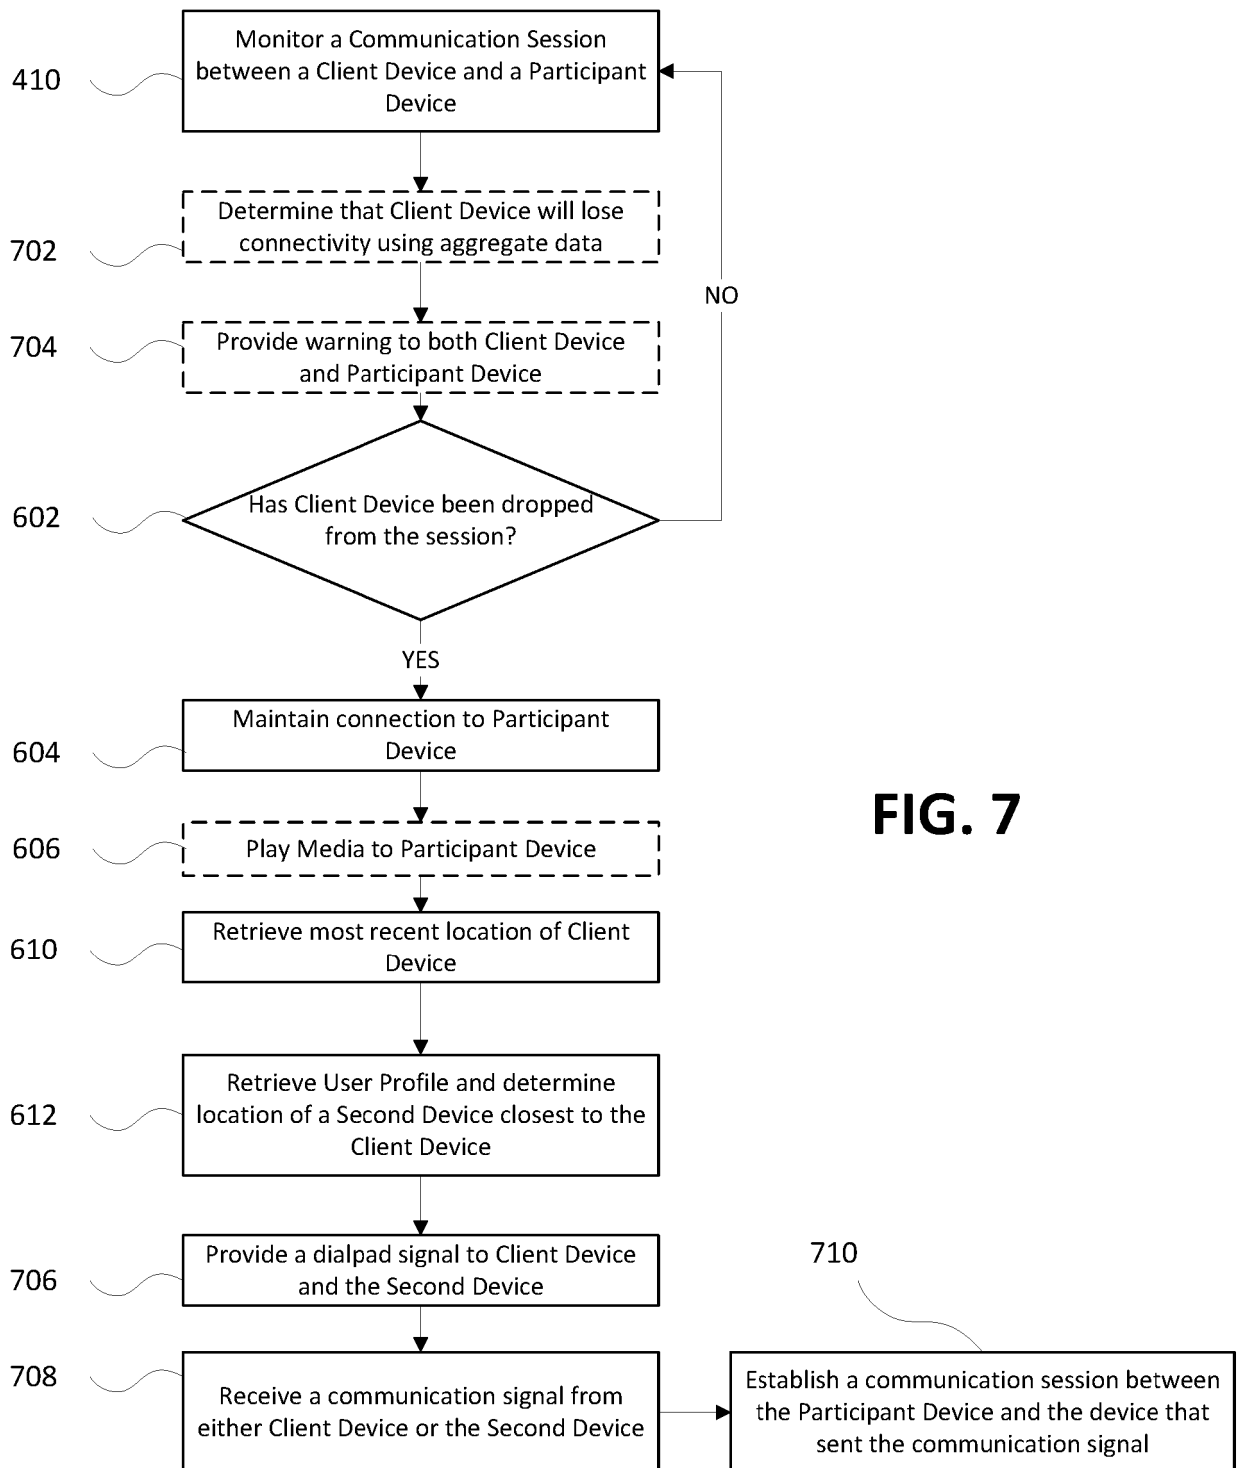 410
Monitor a Communication Session
between a Client Device and a Participant
Device
702
Determine that Client Device will lose
connectivity using aggregate data
NO
704
Provide warning to both Client Device
and Participant Device
602
Has Client Device been dropped
from the session?
YES
604
Maintain connection to Participant
Device
FIG. 7
606
Play Media to Participant Device
610
Retrieve most recent location of Client
Device
612
Retrieve User Profile and determine
location of a Second Device closest to the
Client Device
706
Provide a dialpad signal to Client Device
and the Second Device
710
708
Receive a communication signal from
either Client Device or the Second Device
Establish a communication session between
the Participant Device and the device that
sent the communication signal